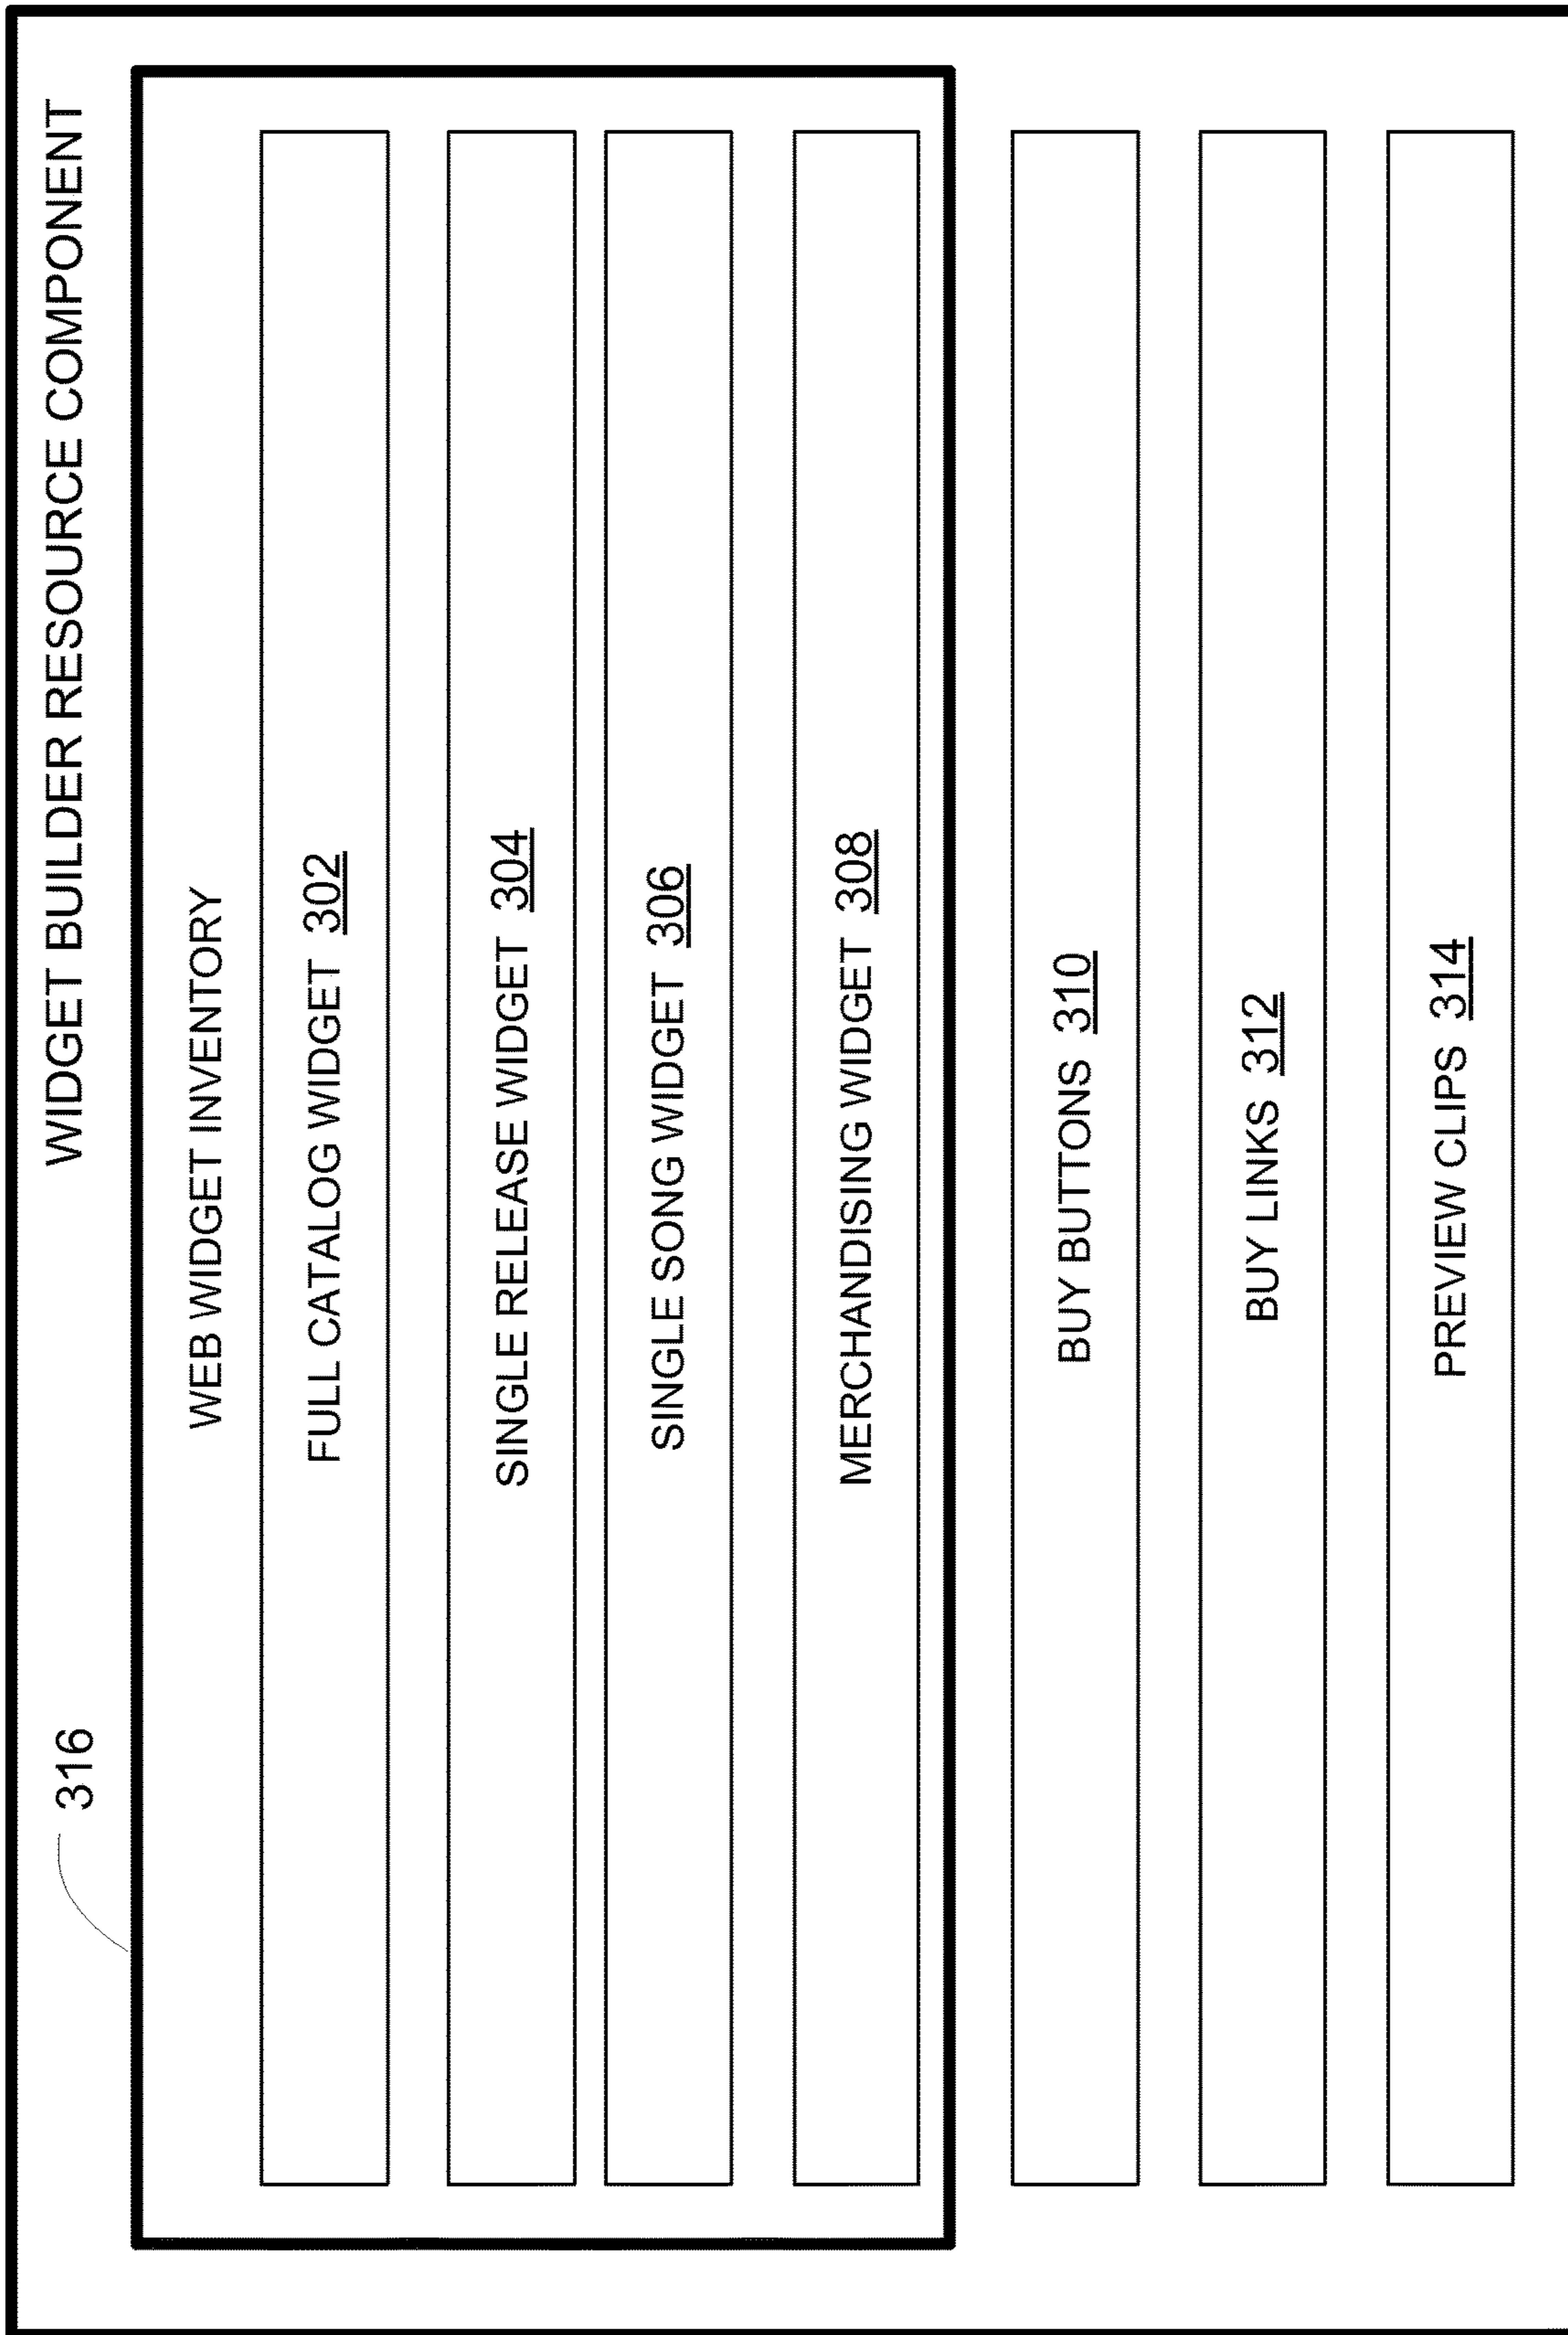 WIDGET BUILDER RESOURCE COMPONENT
316
WEB WIDGET INVENTORY
FULL CATALOG WIDGET 302
SINGLE RELEASE WIDGET 304
SINGLE SONG WIDGET 306
MERCHANDISING WIDGET 308
BUY BUTTONS 310
BUY LINKS 312
PREVIEW CLIPS 314